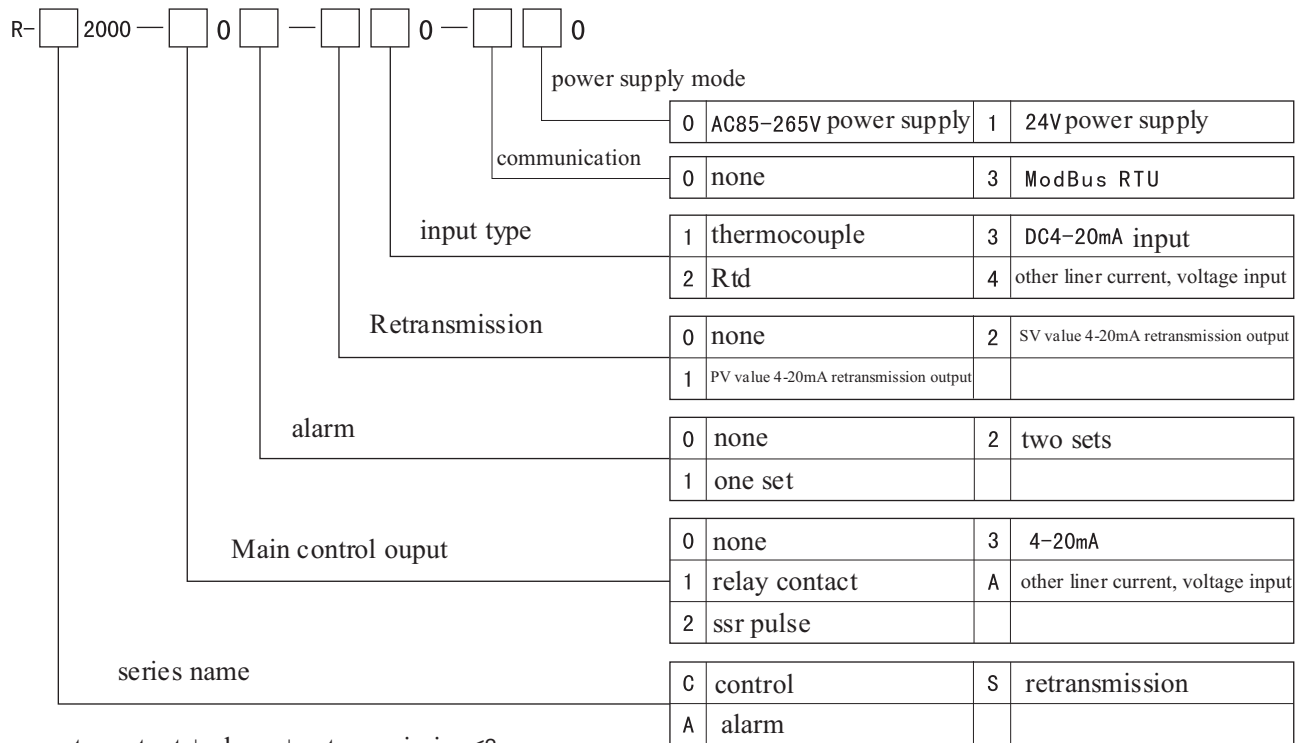 R-□2000—□0□—□□0—□□0
power supply mode
0 AC85-265V power supply 1 24V power supply
communication
0 none 3 ModBus RTU
input type
1 thermocouple 3 DC4-20mA input
2 Rtd 4 other liner current, voltage input
Retransmission
0 none 2 SV value 4-20mA retransmission output
1 PV value 4-20mA retransmission output
alarm
0 none 2 two sets
1 one set
Main control ouput
0 none 3 4-20mA
1 relay contact A other liner current, voltage input
2 ssr pulse
series name
C control S retransmission
A alarm